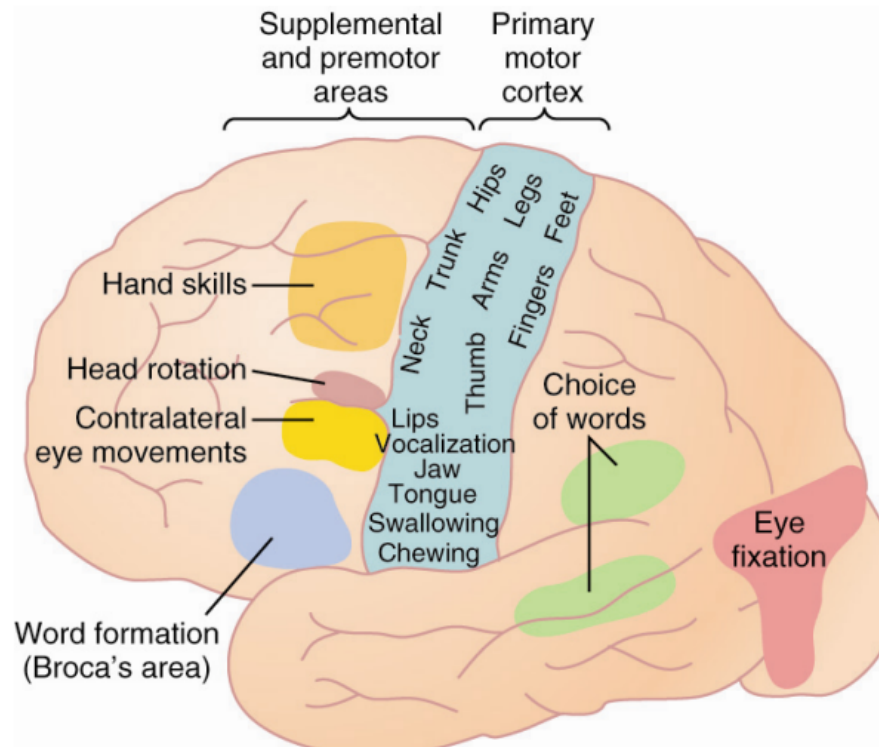 Supplemental
and premotor
areas
Primary
motor
cortex
Hips
Legs
Feet
Trunk
Arms
Fingers
Neck
Thumb
Lips
Vocalization
Jaw
Tongue
Swallowing
Chewing
Hand skills
Head rotation
Contralateral
eye movements
Word formation
(Broca's area)
Choice
of words
Eye
fixation